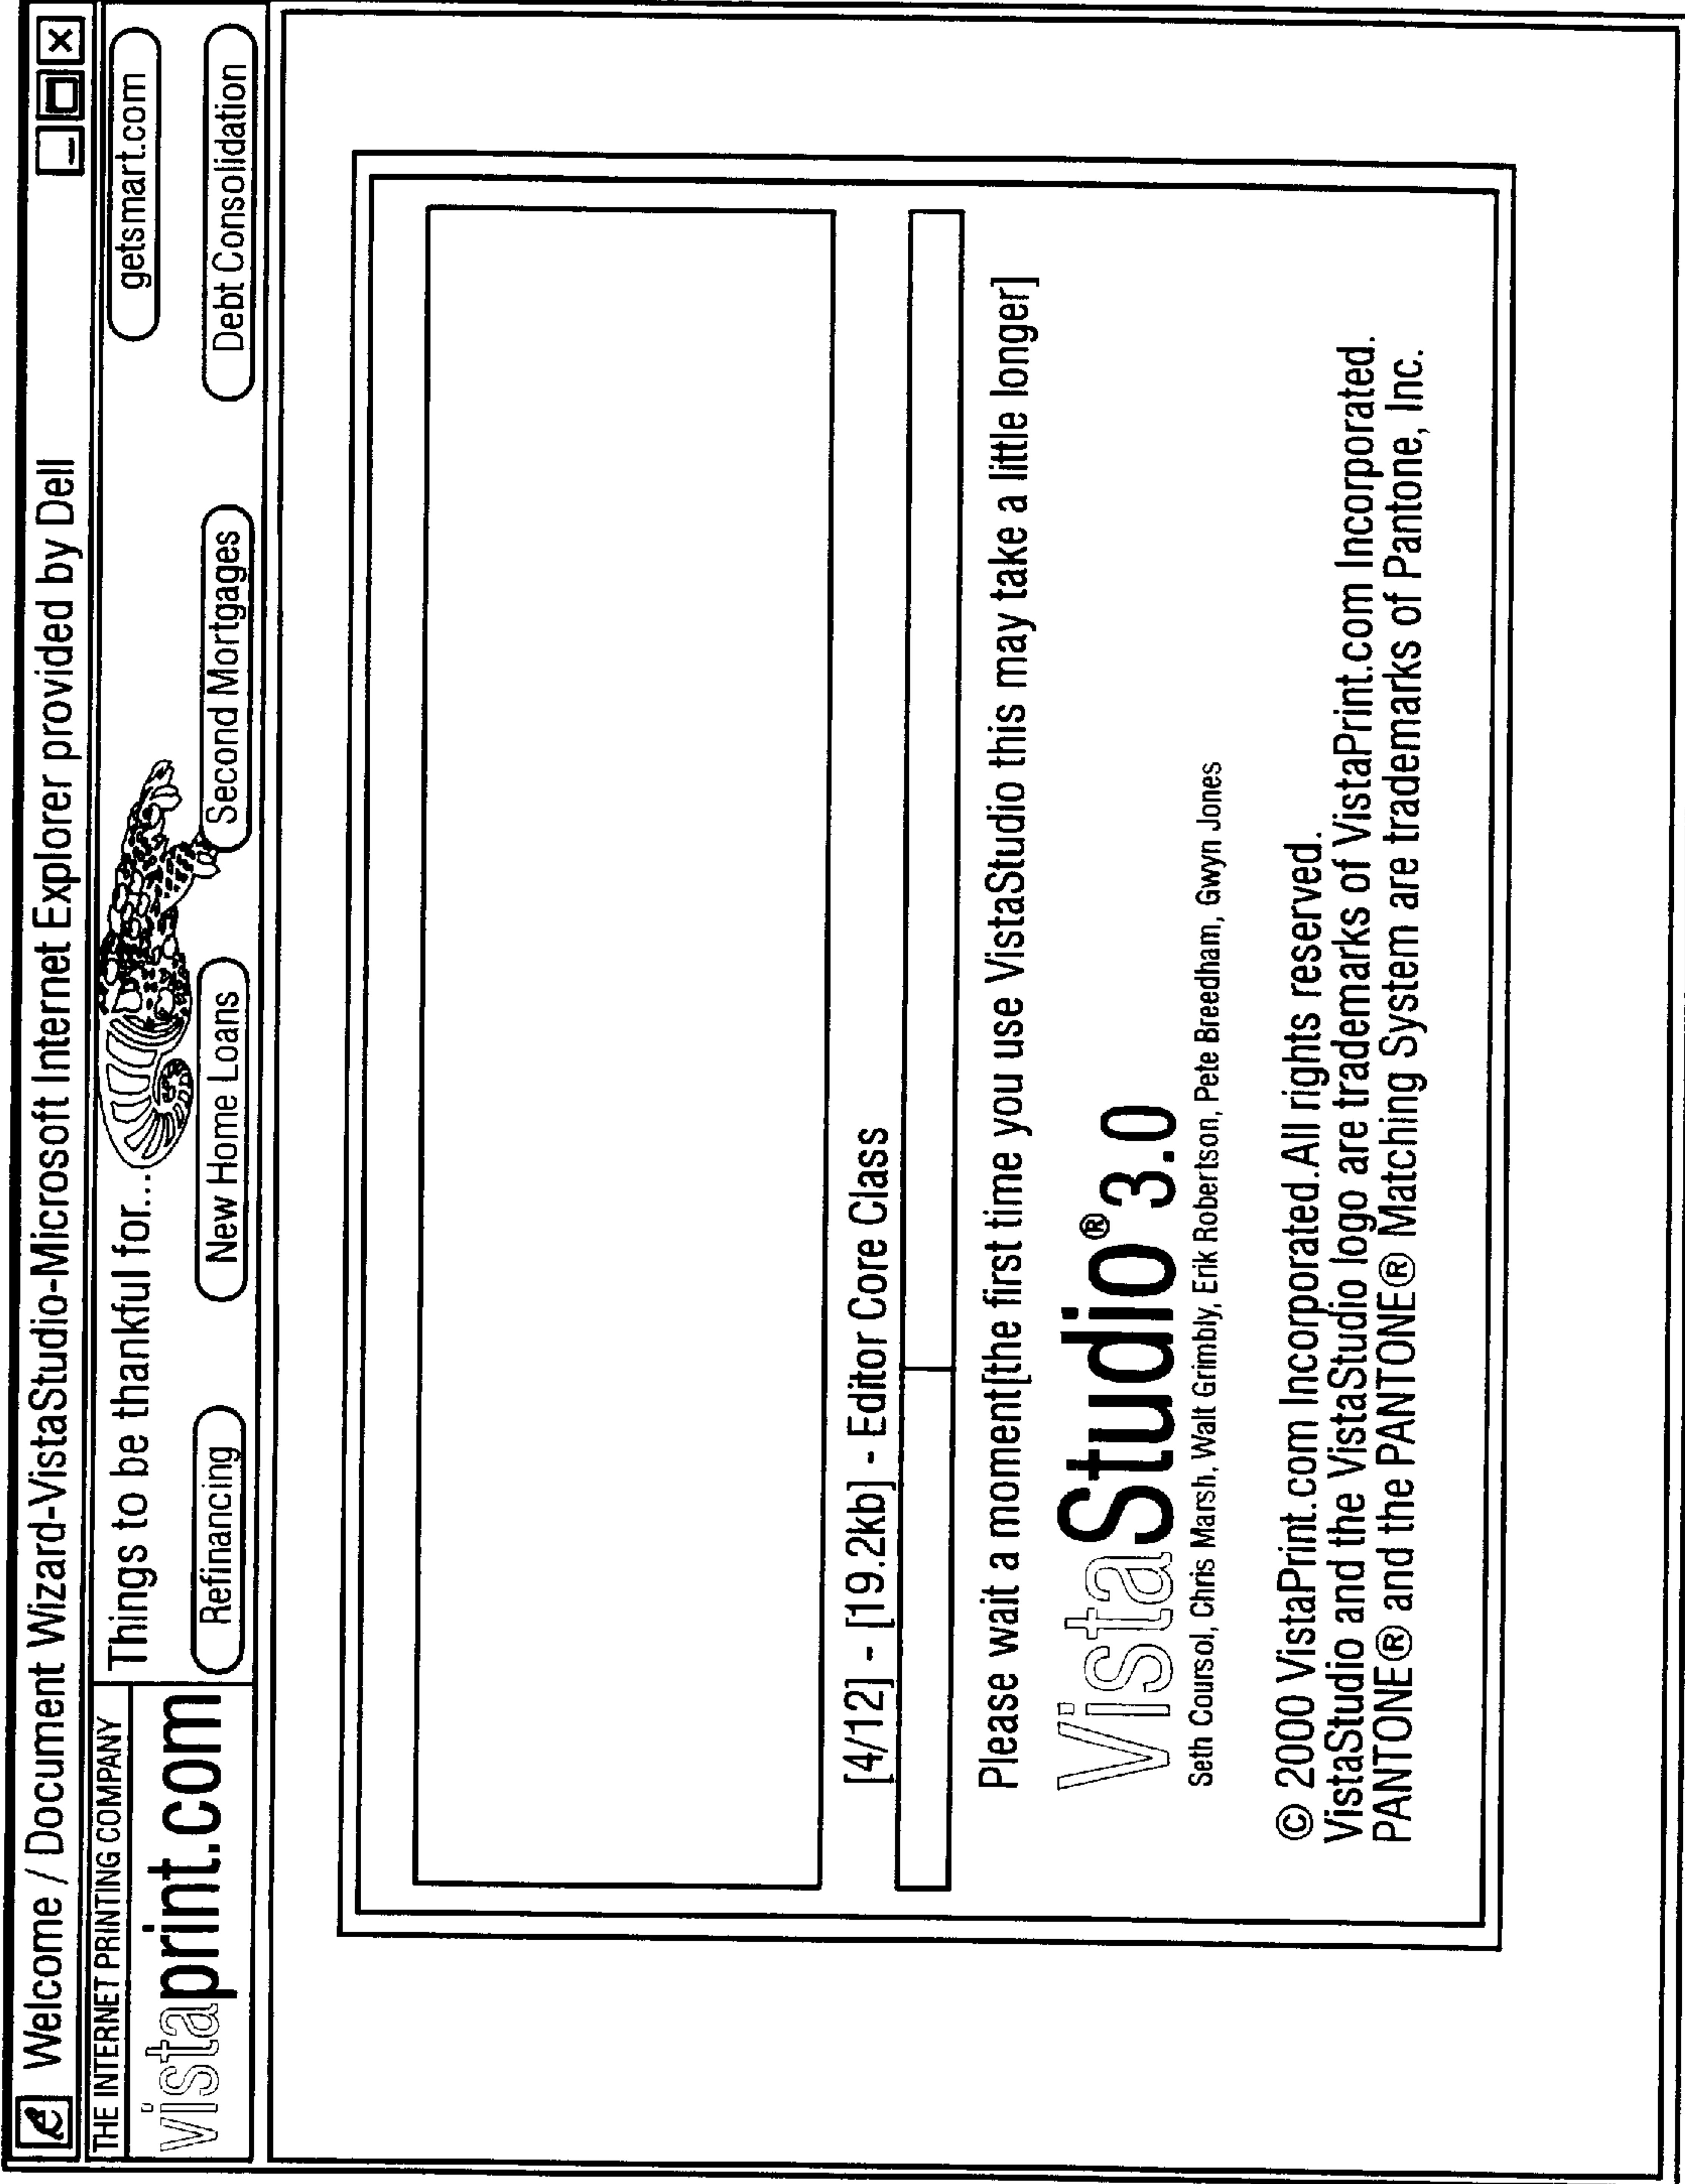 Welcome / Document Wizard-VistaStudio-Microsoft Internet Explorer provided by Dell
THE INTERNET PRINTING COMPANY
vistaprint.com
Things to be thankful for...
getsmart.com
Refinancing
New Home Loans
Second Mortgages
Debt Consolidation
[4/12] - [19.2kb] - Editor Core Class
Please wait a moment[the first time you use VistaStudio this may take a little longer]
VistaStudio® 3.0
Seth Coursol, Chris Marsh, Walt Grimbly, Erik Robertson, Pete Breedham, Gwyn Jones
© 2000 VistaPrint.com Incorporated.All rights reserved.
VistaStudio and the VistaStudio logo are trademarks of VistaPrint.com Incorporated.
PANTONE® and the PANTONE® Matching System are trademarks of Pantone, Inc.